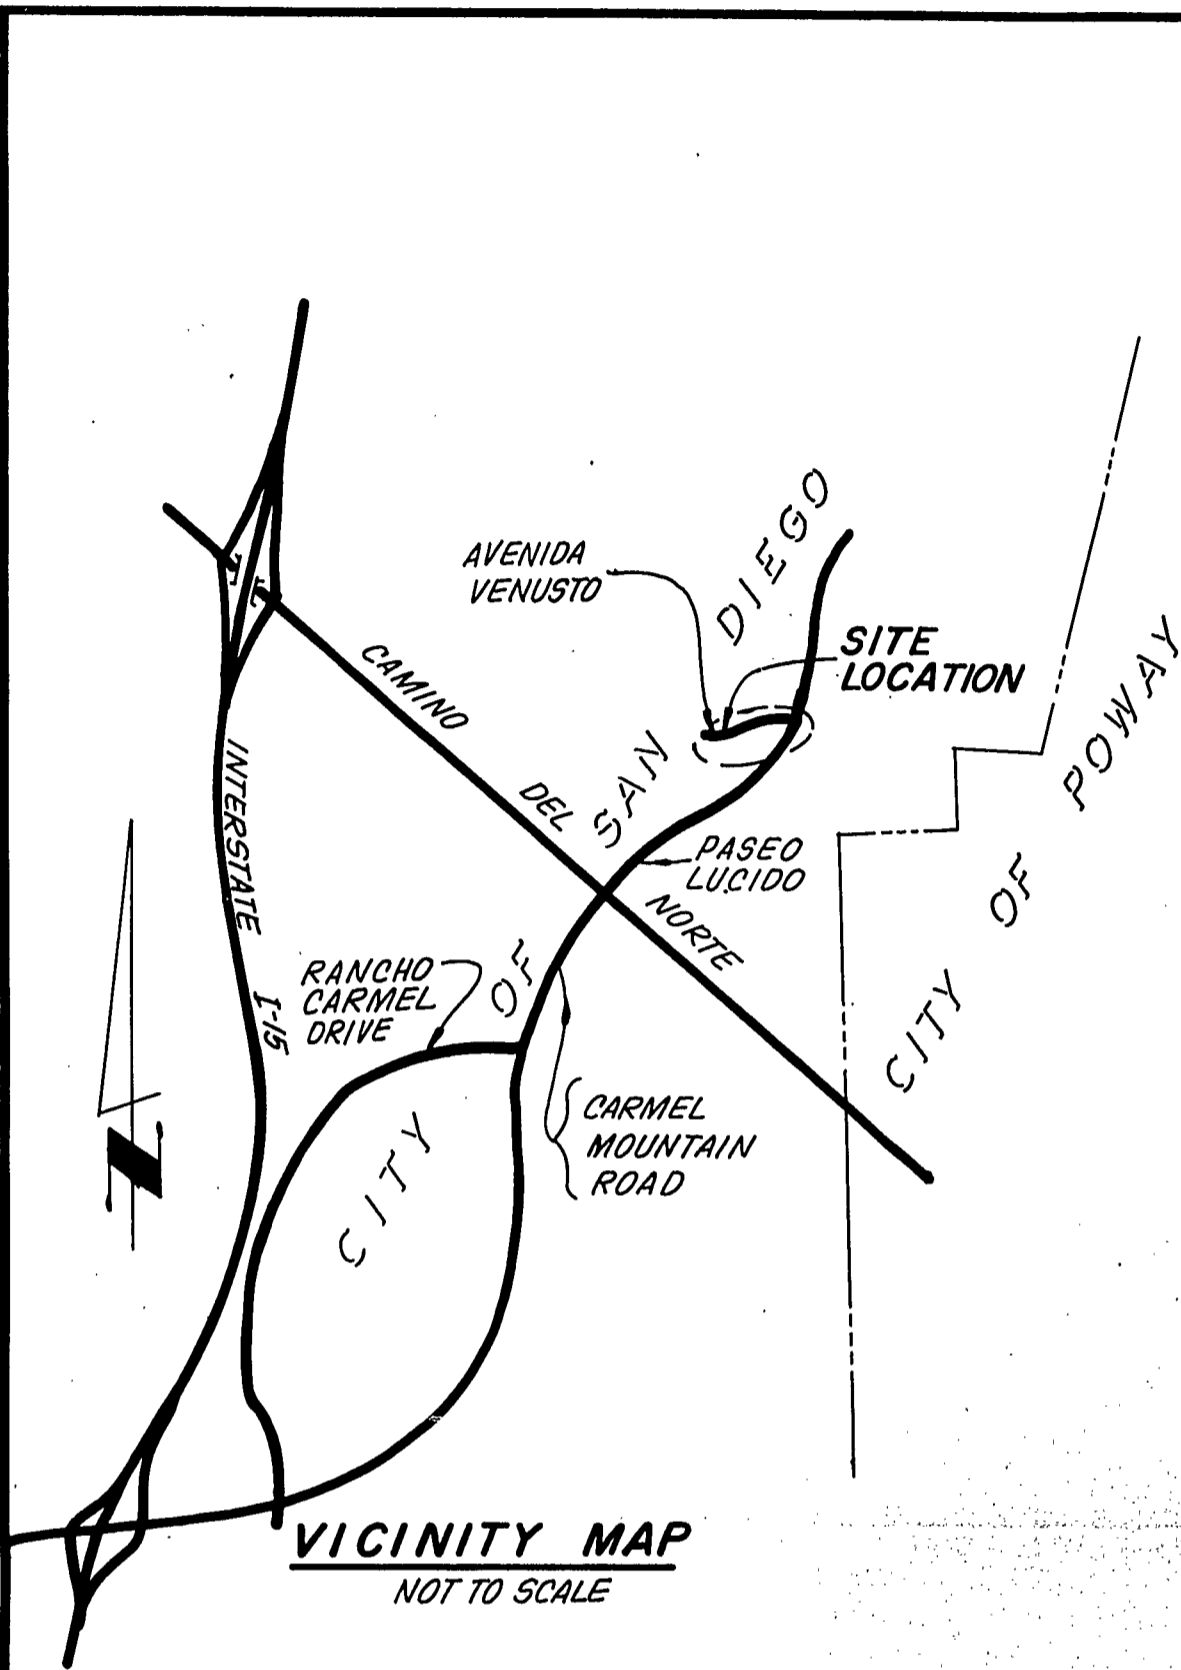 AVENIDA
VENUSTO
CITY OF SAN DIEGO
SITE
LOCATION
CAMINO DEL NORTE
INTERSTATE I-15
PASEO
LUCIDO
RANCHO
CARMEL
DRIVE
CARMEL
MOUNTAIN
ROAD
CITY OF POWAY
N
VICINITY MAP
NOT TO SCALE